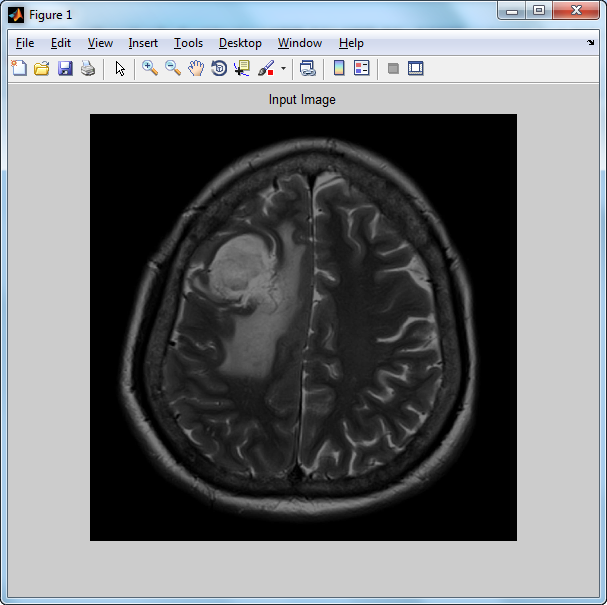 Figure 1
File Edit View Insert Tools Desktop Window Help
Input Image